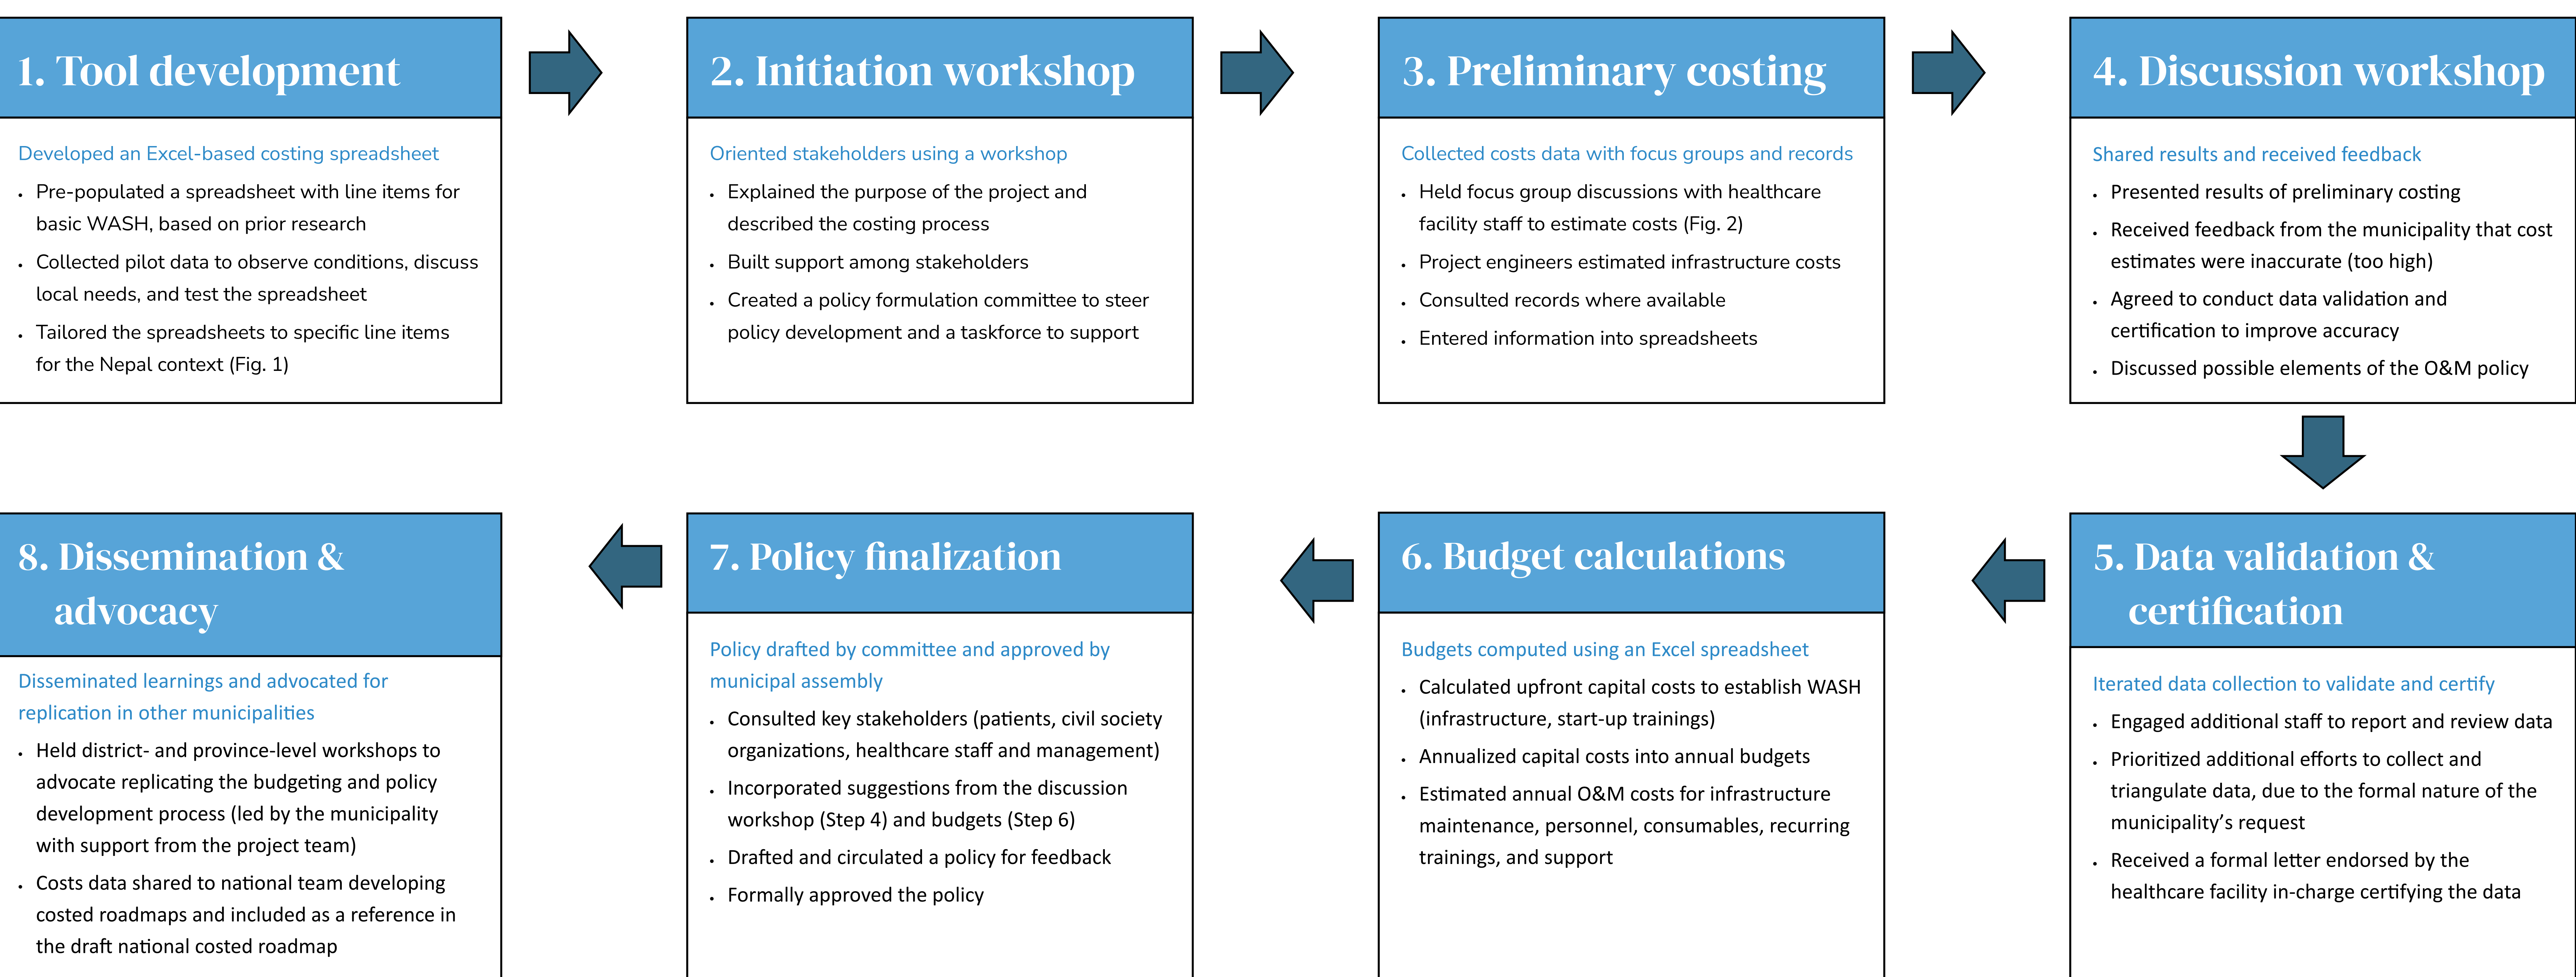 1. Tool development
Developed an Excel-based costing spreadsheet
• Pre-populated a spreadsheet with line items for
basic WASH, based on prior research
• Collected pilot data to observe conditions, discuss
local needs, and test the spreadsheet
• Tailored the spreadsheets to specific line items
for the Nepal context (Fig. 1)
2. Initiation workshop
Oriented stakeholders using a workshop
• Explained the purpose of the project and
described the costing process
• Built support among stakeholders
• Created a policy formulation committee to steer
policy development and a taskforce to support
3. Preliminary costing
Collected costs data with focus groups and records
• Held focus group discussions with healthcare
facility staff to estimate costs (Fig. 2)
• Project engineers estimated infrastructure costs
• Consulted records where available
• Entered information into spreadsheets
4. Discussion workshop
Shared results and received feedback
• Presented results of preliminary costing
• Received feedback from the municipality that cost
estimates were inaccurate (too high)
• Agreed to conduct data validation and
certification to improve accuracy
• Discussed possible elements of the O&M policy
5. Data validation &
certification
Iterated data collection to validate and certify
• Engaged additional staff to report and review data
• Prioritized additional efforts to collect and
triangulate data, due to the formal nature of the
municipality’s request
• Received a formal letter endorsed by the
healthcare facility in-charge certifying the data
6. Budget calculations
Budgets computed using an Excel spreadsheet
• Calculated upfront capital costs to establish WASH
(infrastructure, start-up trainings)
• Annualized capital costs into annual budgets
• Estimated annual O&M costs for infrastructure
maintenance, personnel, consumables, recurring
trainings, and support
7. Policy finalization
Policy drafted by committee and approved by
municipal assembly
• Consulted key stakeholders (patients, civil society
organizations, healthcare staff and management)
• Incorporated suggestions from the discussion
workshop (Step 4) and budgets (Step 6)
• Drafted and circulated a policy for feedback
• Formally approved the policy
8. Dissemination &
advocacy
Disseminated learnings and advocated for
replication in other municipalities
• Held district- and province-level workshops to
advocate replicating the budgeting and policy
development process (led by the municipality
with support from the project team)
• Costs data shared to national team developing
costed roadmaps and included as a reference in
the draft national costed roadmap